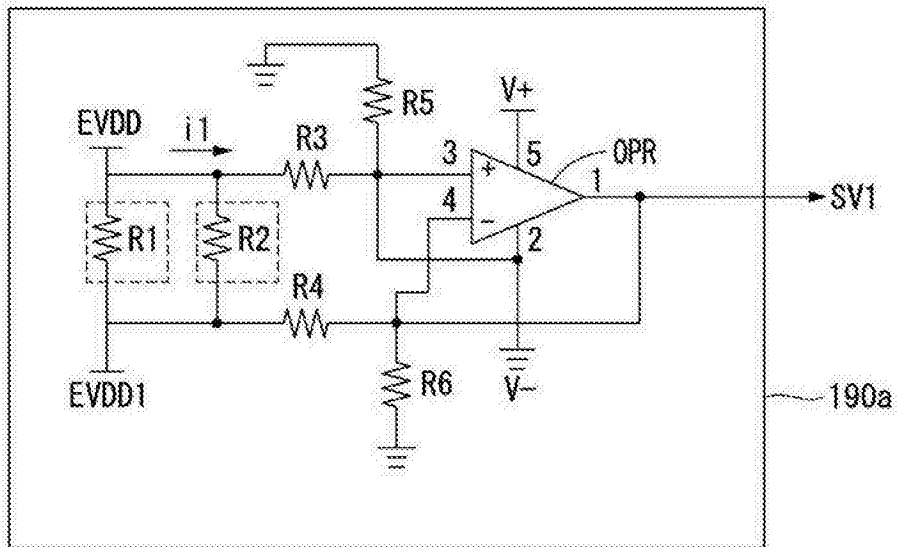 R5
V+
EVDD
i1
R3
3
+
5
OPR
1
SV1
4
-
2
R1
R2
R4
EVDD1
R6
V-
190a